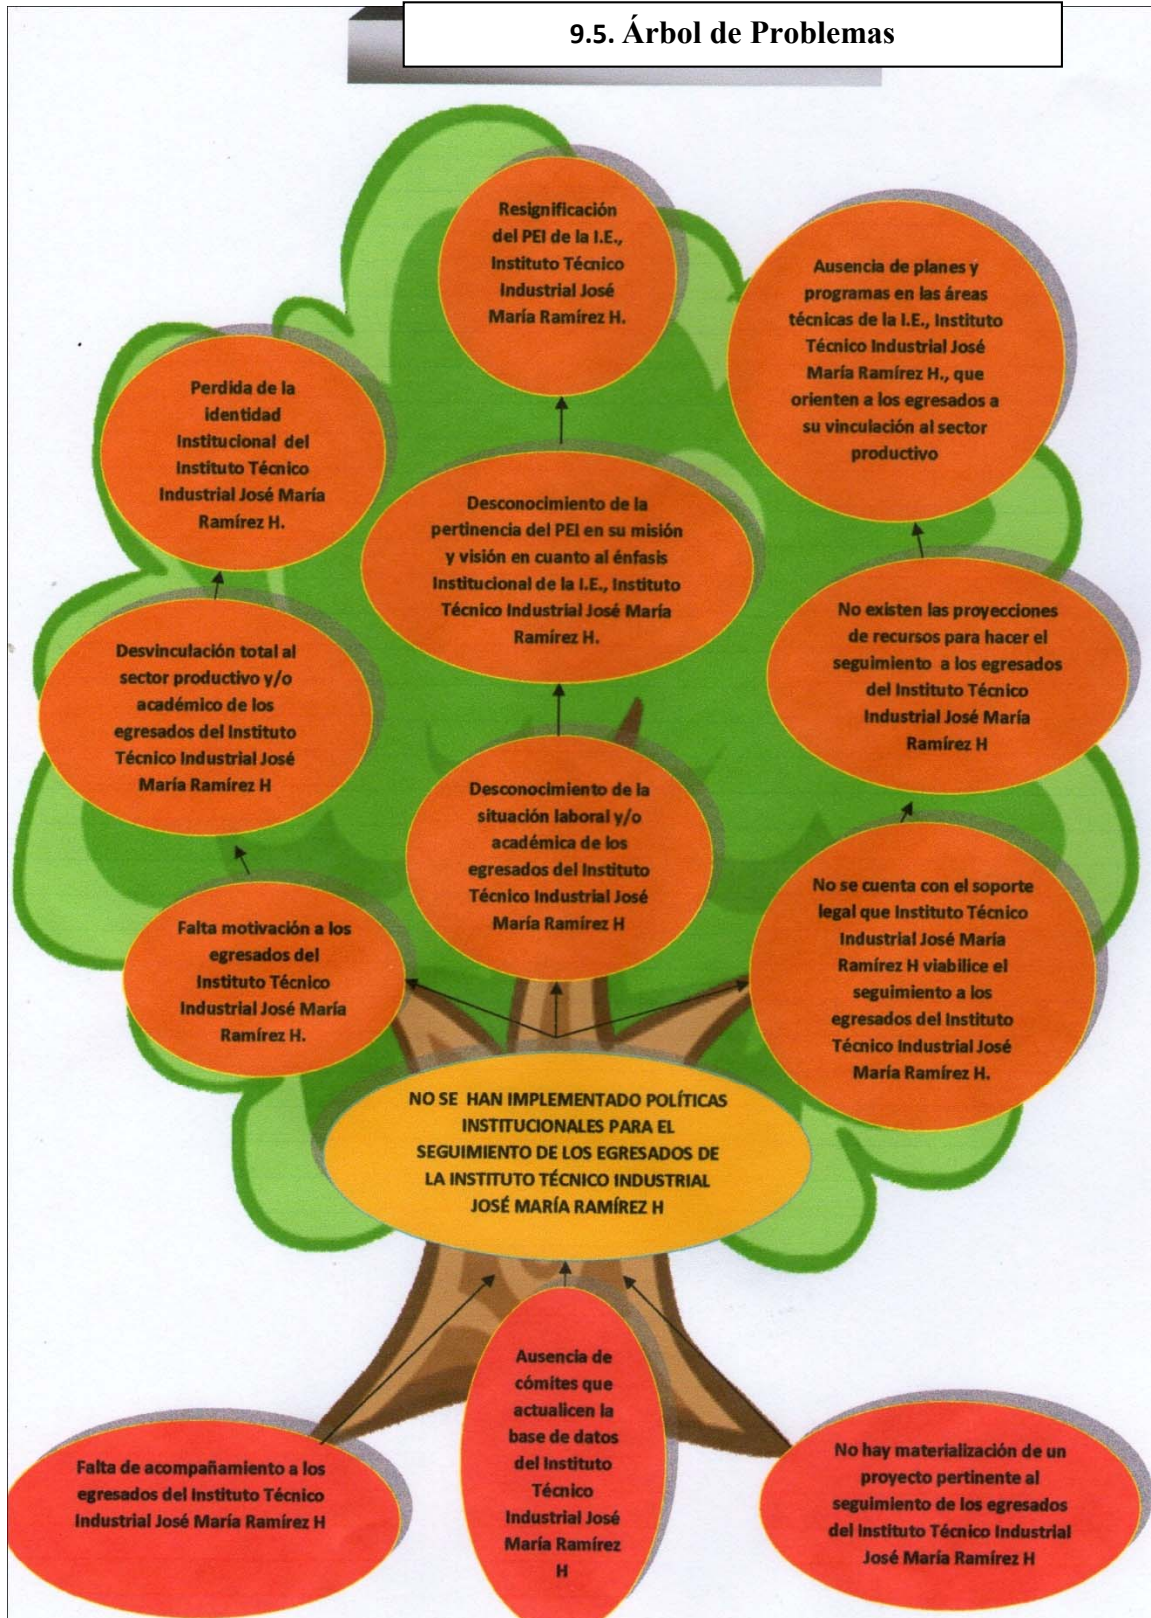 9.5. Árbol de Problemas
Resignificación
del PEI de la I.E.,
Instituto Técnico
Industrial José
María Ramírez H.
Ausencia de planes y
programas en las áreas
técnicas de la I.E., Instituto
Técnico Industrial José
María Ramírez H., que
orienten a los egresados a
su vinculación al sector
productivo
Perdida de la
identidad
Institucional del
Instituto Técnico
Industrial José María
Ramírez H.
Desconocimiento de la
pertinencia del PEI en su misión
y visión en cuanto al énfasis
Institucional de la I.E., Instituto
Técnico Industrial José María
Ramírez H.
No existen las proyecciones
de recursos para hacer el
seguimiento a los egresados
del Instituto Técnico
Industrial José María
Ramírez H
Desvinculación total al
sector productivo y/o
académico de los
egresados del Instituto
Técnico Industrial José
María Ramírez H
Desconocimiento de la
situación laboral y/o
académica de los
egresados del Instituto
Técnico Industrial José
María Ramírez H
No se cuenta con el soporte
legal que Instituto Técnico
Industrial José María
Ramírez H viabilice el
seguimiento a los
egresados del Instituto
Técnico Industrial José
María Ramírez H.
Falta motivación a los
egresados del
Instituto Técnico
Industrial José María
Ramírez H.
NO SE HAN IMPLEMENTADO POLÍTICAS
INSTITUCIONALES PARA EL
SEGUIMIENTO DE LOS EGRESADOS DE
LA INSTITUTO TÉCNICO INDUSTRIAL
JOSÉ MARÍA RAMÍREZ H
Falta de acompañamiento a los
egresados del Instituto Técnico
Industrial José María Ramírez H
Ausencia de
cómites que
actualicen la
base de datos
del Instituto
Técnico
Industrial José
María Ramírez
H
No hay materialización de un
proyecto pertinente al
seguimiento de los egresados
del Instituto Técnico Industrial
José María Ramírez H